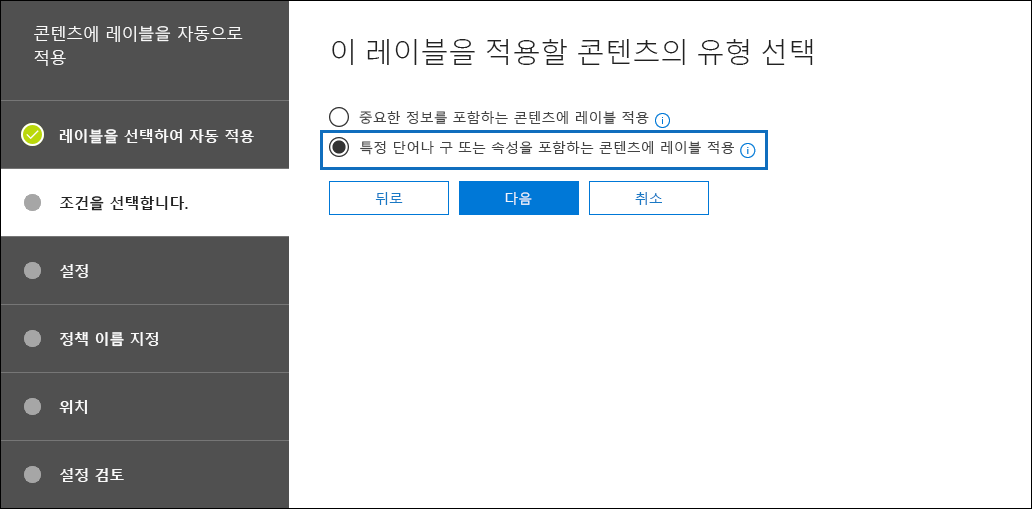 콘텐츠에 레이블을 자동으로
적용
레이블을 선택하여 자동 적용
조건을 선택합니다.
설정
정책 이름 지정
위치
설정 검토
이 레이블을 적용할 콘텐츠의 유형 선택
중요한 정보를 포함하는 콘텐츠에 레이블 적용
특정 단어나 구 또는 속성을 포함하는 콘텐츠에 레이블 적용
뒤로 다음 취소